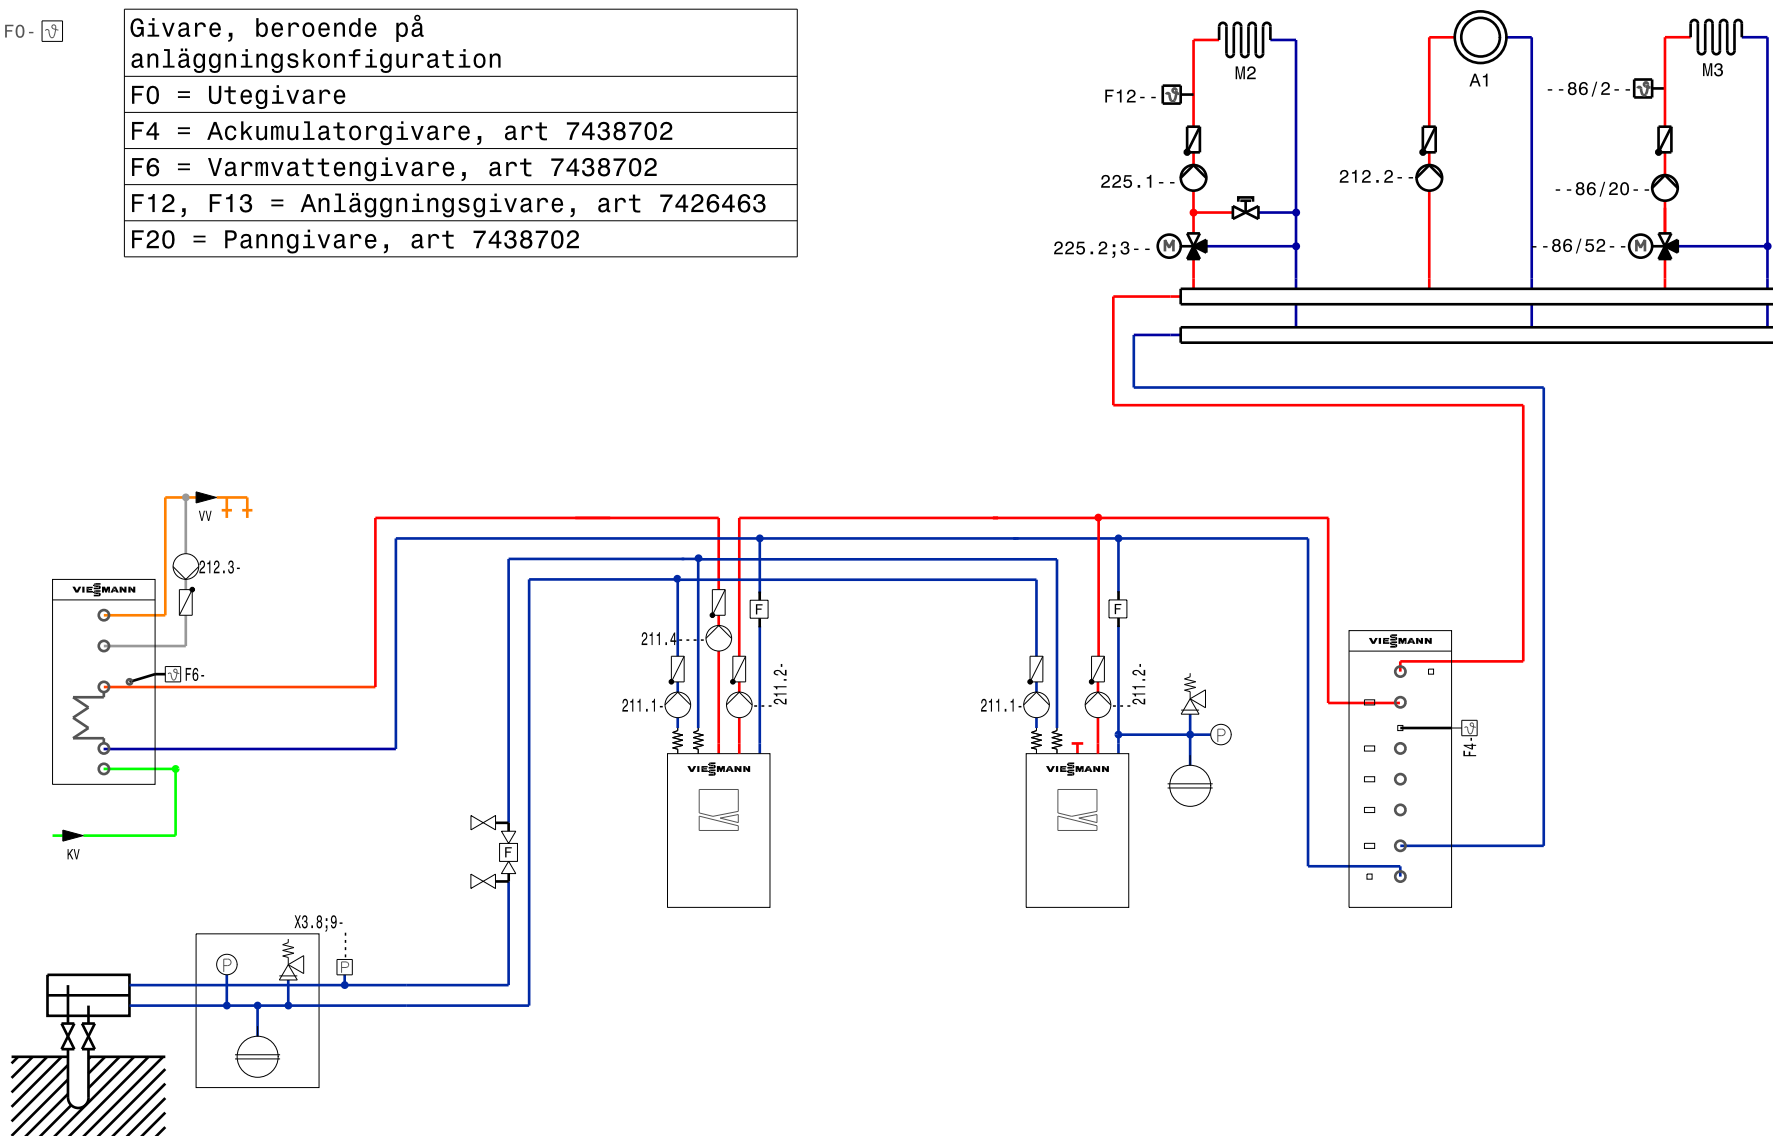 F0-
Givare, beroende på
anläggningskonfiguration
F0 = Utegivare
F4 = Ackumulatorgivare, art 7438702
F6 = Varmvattengivare, art 7438702
F12, F13 = Anläggningsgivare, art 7426463
F20 = Panngivare, art 7438702
M2
A1
M3
F12--
--86/2--
225.1--
212.2--
--86/20--
225.2;3--
M
--86/52--
M
VV
212.3-
VIESMANN
F6-
KV
211.4
F
211.2-
211.1-
VIESMANN
F
211.2-
211.1-
P
VIESMANN
VIESMANN
F4-
F
X3.8;9-
P
P